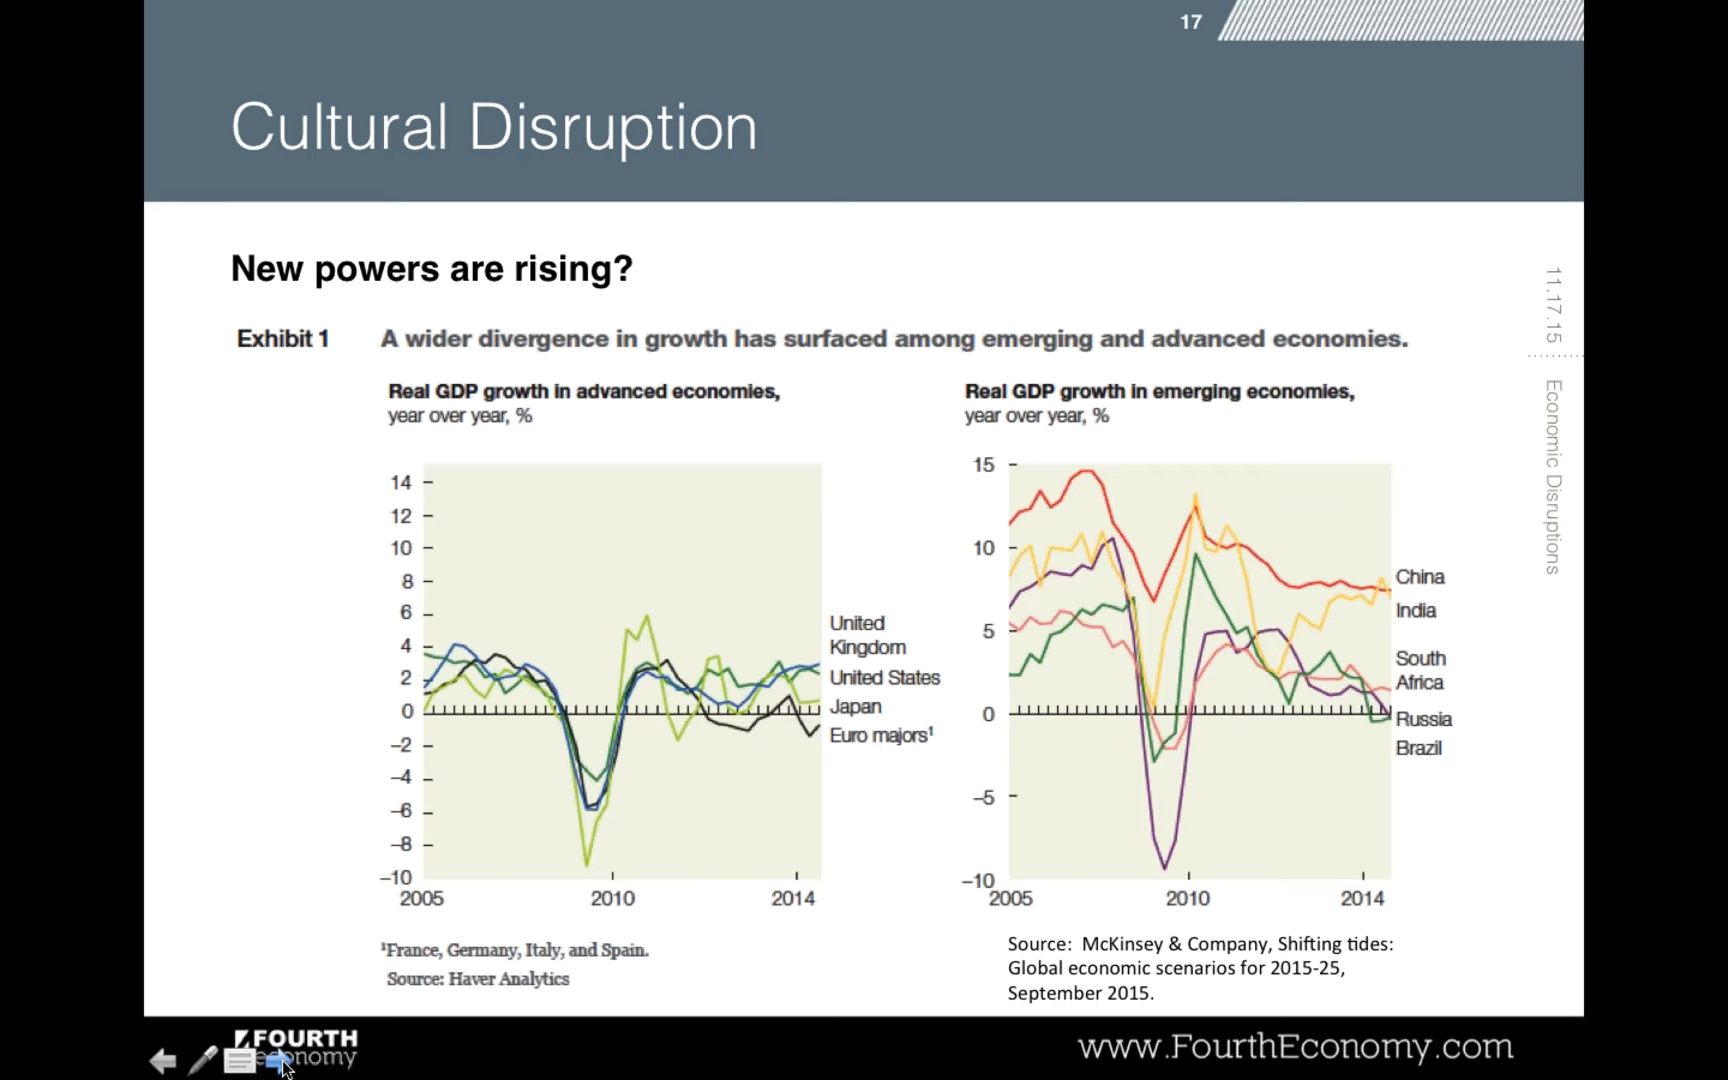 17
Cultural Disruption
New powers are rising?
11.17.15
Economic Disruptions
Exhibit 1
A wider divergence in growth has surfaced among emerging and advanced economies.
Real GDP growth in advanced economies,
year over year, %
14
12
10
8
6
4
2
0
–2
–4
–6
–8
–10
2005
2010
2014
United
Kingdom
United States
Japan
Euro majors¹
Real GDP growth in emerging economies,
year over year, %
15
10
5
0
–5
–10
2005
2010
2014
China
India
South
Africa
Russia
Brazil
¹France, Germany, Italy, and Spain.
Source: Haver Analytics
Source: McKinsey & Company, Shifting tides:
Global economic scenarios for 2015-25,
September 2015.
FOURTH
economy
www.FourthEconomy.com